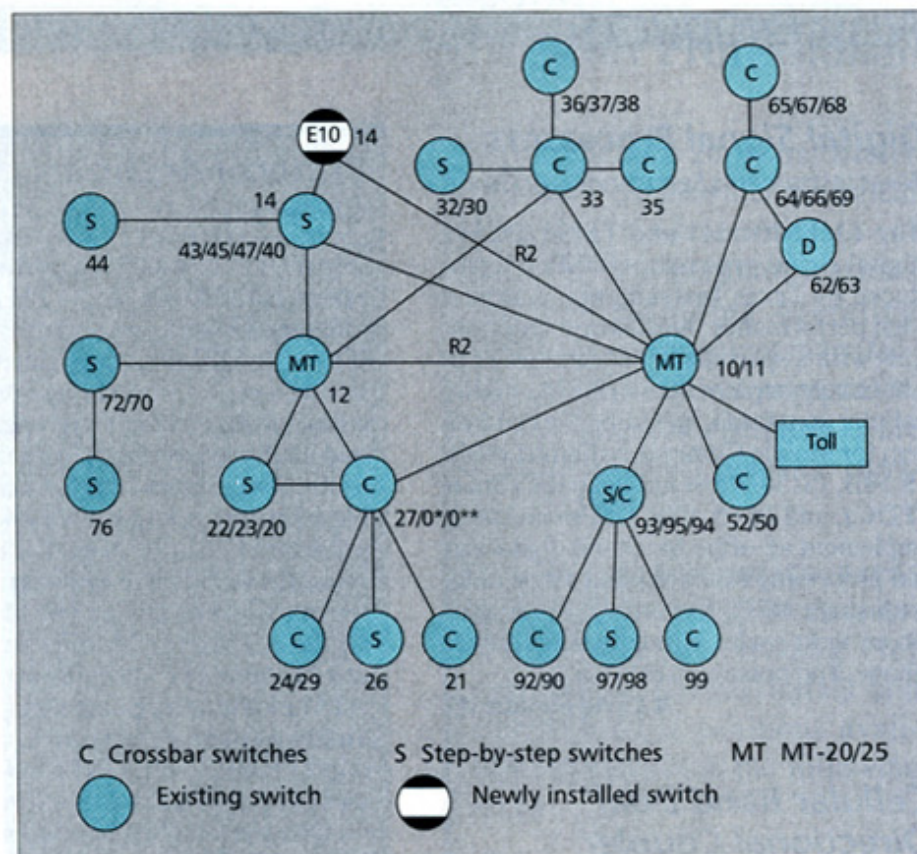 C
C
36/37/38
65/67/68
E10
14
S
C
C
C
32/30
33
35
64/66/69
14
S
S
D
44
43/45/47/40
R2
62/63
S
MT
R2
MT
10/11
72/70
12
Toll
S
S
C
S/C
C
76
22/23/20
27/0*/0**
93/95/94
52/50
C
S
C
C
S
C
24/29
26
21
92/90
97/98
99
C Crossbar switches
S Step-by-step switches
MT MT-20/25
Existing switch
Newly installed switch